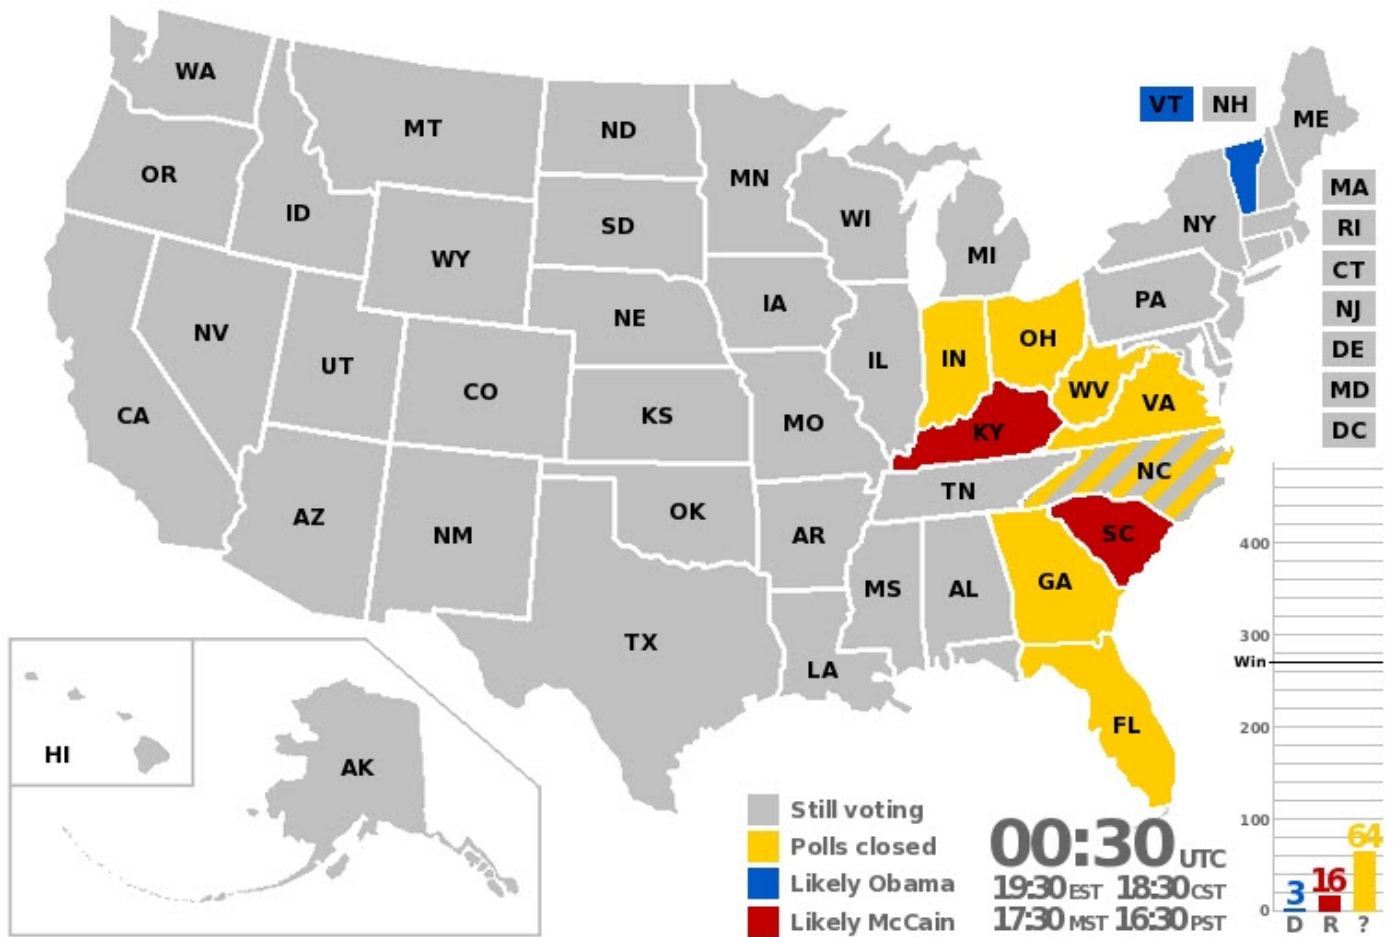 WA
MT
ND
MN
VT NH
ME
OR
ID
SD
WI
MI
NY
MA
RI
WY
CT
NV
NE
IA
PA
NJ
UT
CO
IL
IN
OH
DE
CA
KS
MO
KY
WV
VA
MD
DC
AZ
NM
OK
AR
TN
NC
SC
TX
LA
MS
AL
GA
FL
HI
AK
400
300
Win
200
100
0
Still voting
Polls closed
Likely Obama
Likely McCain
00:30 UTC
19:30 EST 18:30 CST
17:30 MST 16:30 PST
3 16 64
D R ?